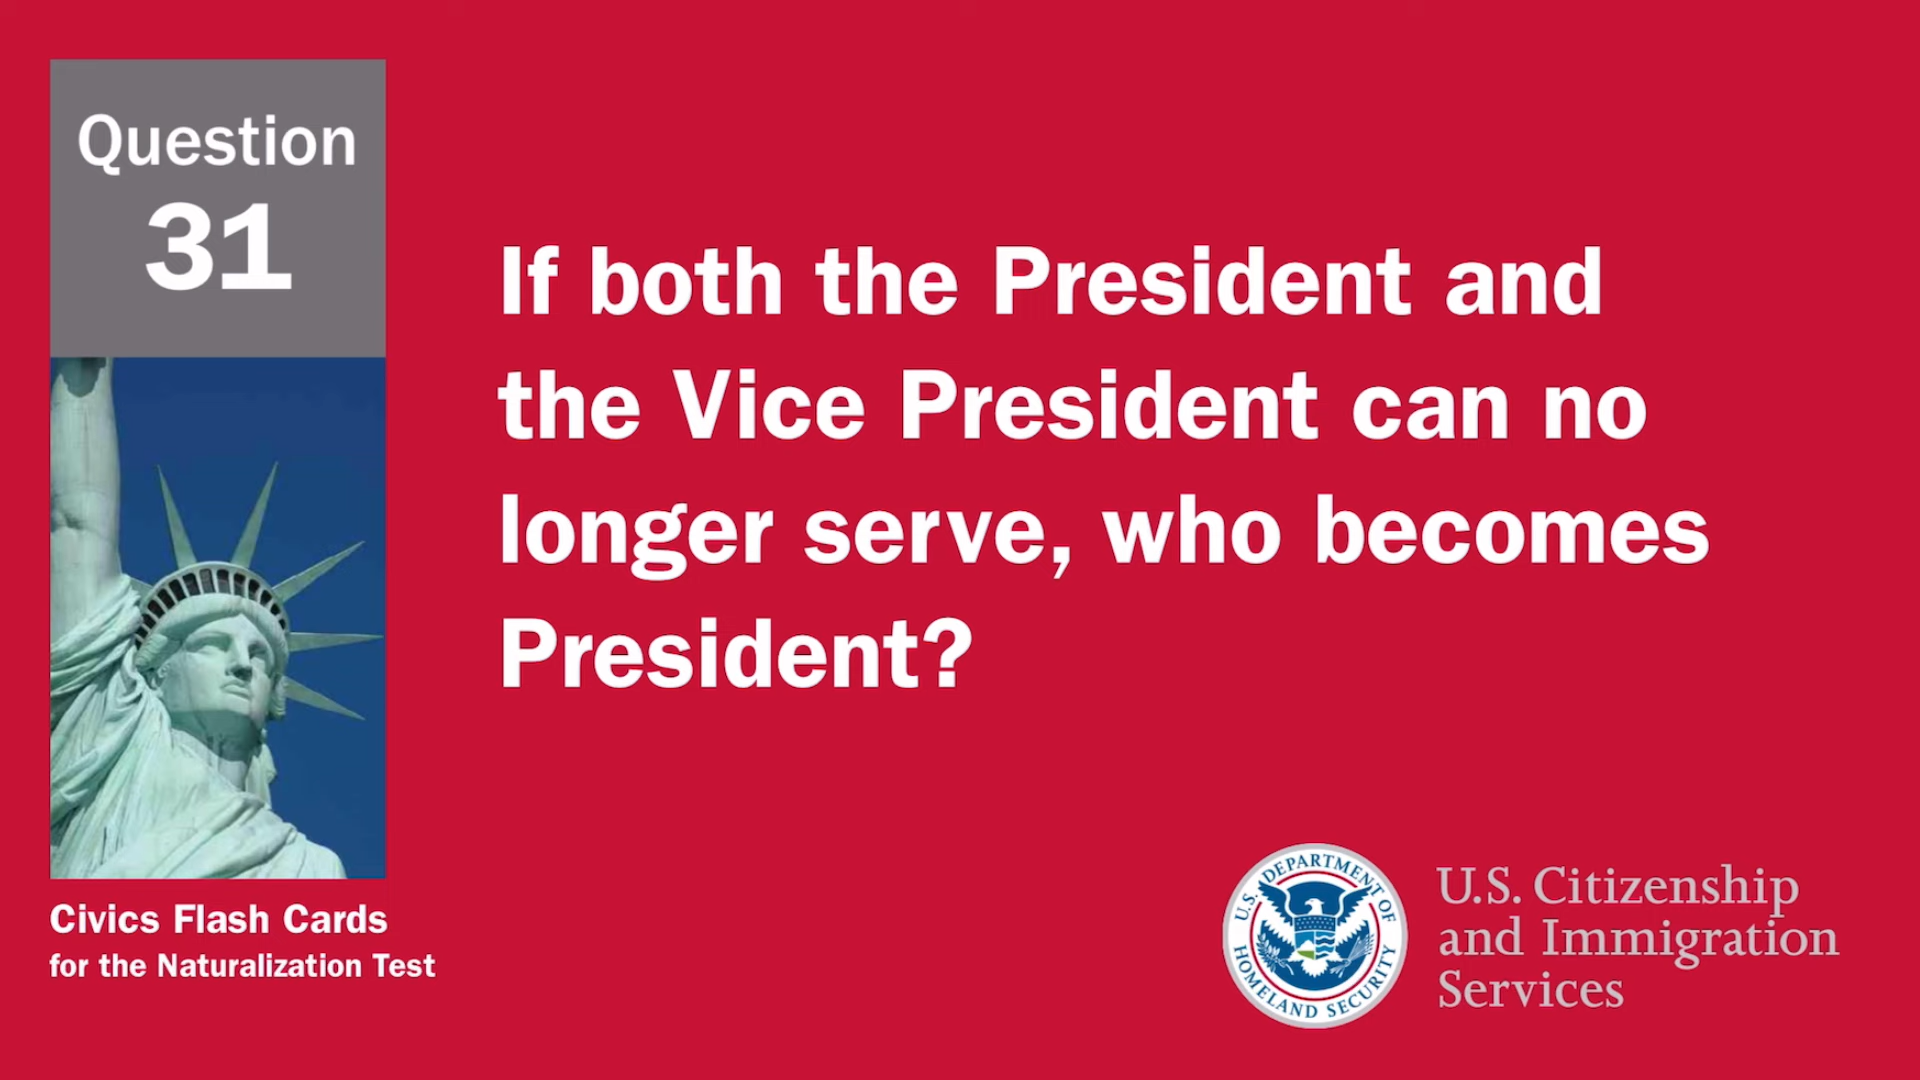 Question
31
If both the President and
the Vice President can no
longer serve, who becomes
President?
Civics Flash Cards
for the Naturalization Test
U.S. DEPARTMENT OF
HOMELAND SECURITY
U.S. Citizenship
and Immigration
Services